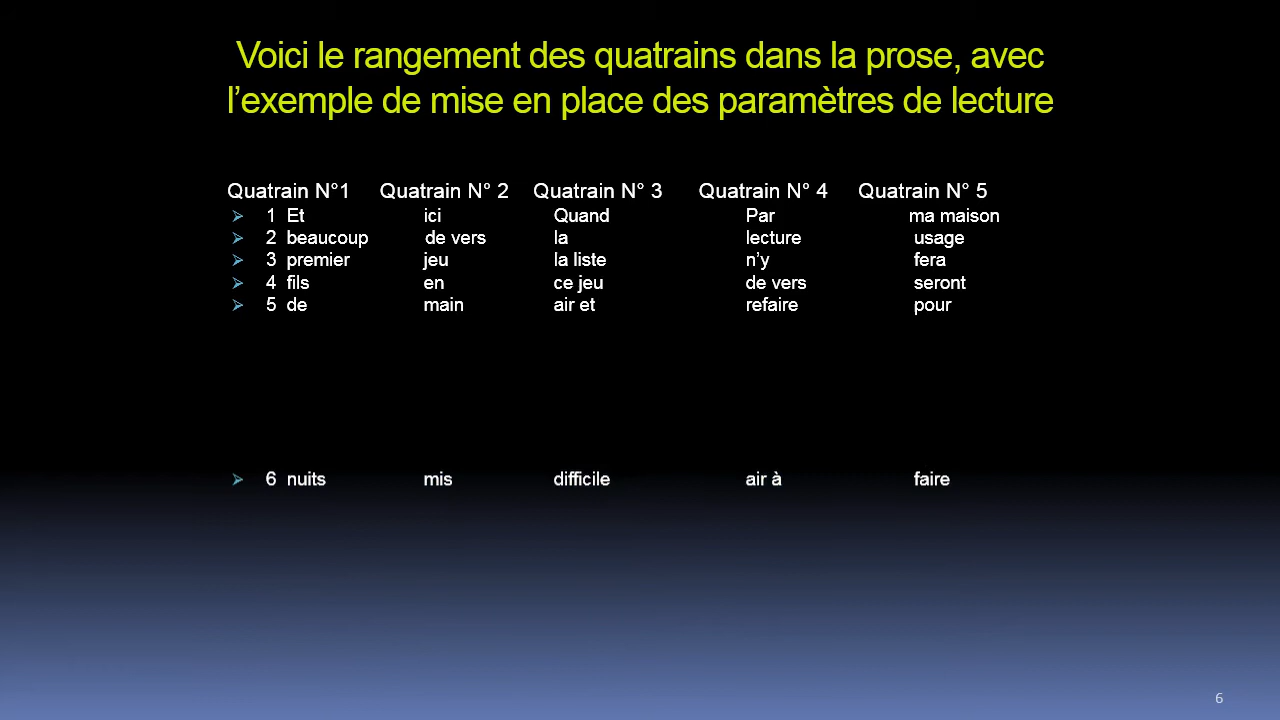 Voici le rangement des quatrains dans la prose, avec
l’exemple de mise en place des paramètres de lecture
Quatrain N°1 Quatrain N° 2 Quatrain N° 3 Quatrain N° 4 Quatrain N° 5
➢ 1 Et ici Quand Par ma maison
➢ 2 beaucoup de vers la lecture usage
➢ 3 premier jeu la liste n’y fera
➢ 4 fils en ce jeu de vers seront
➢ 5 de main air et refaire pour
➢ 6 nuits mis difficile air à faire
6